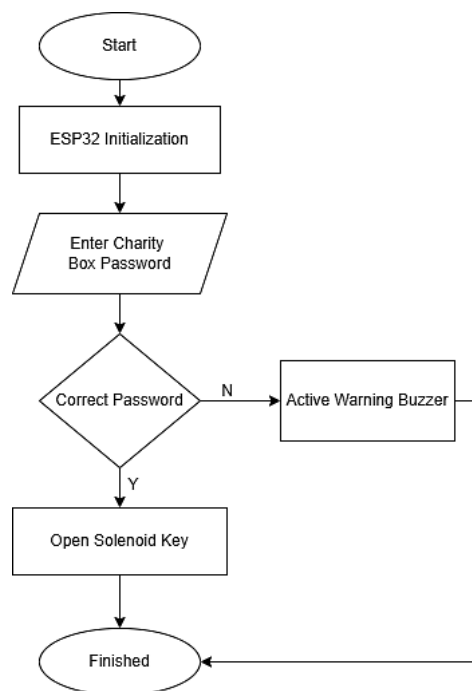 Start
ESP32 Initialization
Enter Charity
Box Password
Correct Password
N
Active Warning Buzzer
Y
Open Solenoid Key
Finished